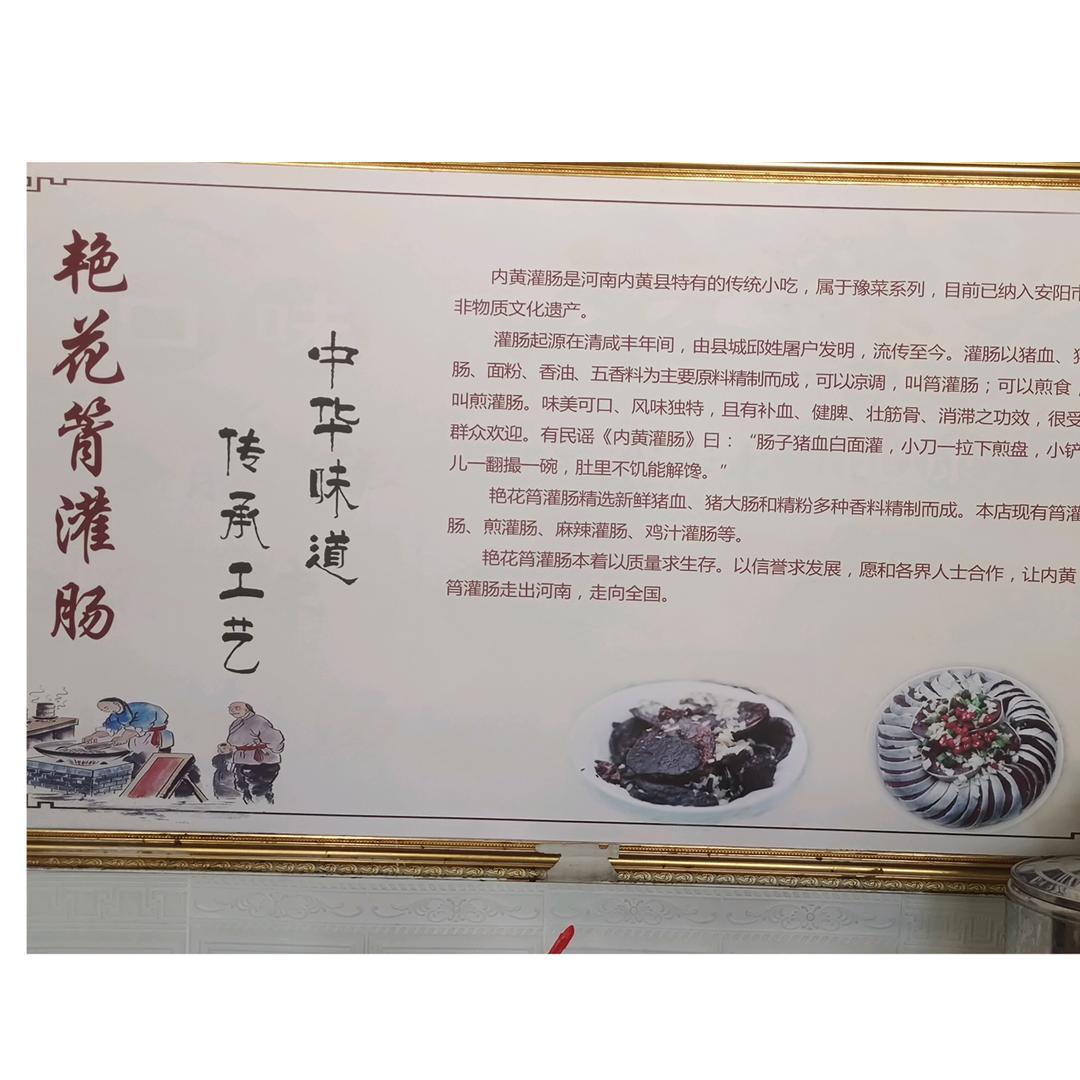 艳花筲灌肠
中华味道
传承工艺
内黄灌肠是河南内黄县特有的传统小吃，属于豫菜系列，目前已纳入安阳市
非物质文化遗产。
灌肠起源在清咸丰年间，由县城邱姓屠户发明，流传至今。灌肠以猪血、猪
肠、面粉、香油、五香料为主要原料精制而成，可以凉调，叫筲灌肠；可以煎食，
叫煎灌肠。味美可口、风味独特，且有补血、健脾、壮筋骨、消滞之功效，很受
群众欢迎。有民谣《内黄灌肠》曰：“肠子猪血白面灌，小刀一拉下煎盘，小铲
儿一翻撮一碗，肚里不饥能解馋。”
艳花筲灌肠精选新鲜猪血、猪大肠和精粉多种香料精制而成。本店现有筲灌
肠、煎灌肠、麻辣灌肠、鸡汁灌肠等。
艳花筲灌肠本着以质量求生存。以信誉求发展，愿和各界人士合作，让内黄
筲灌肠走出河南，走向全国。